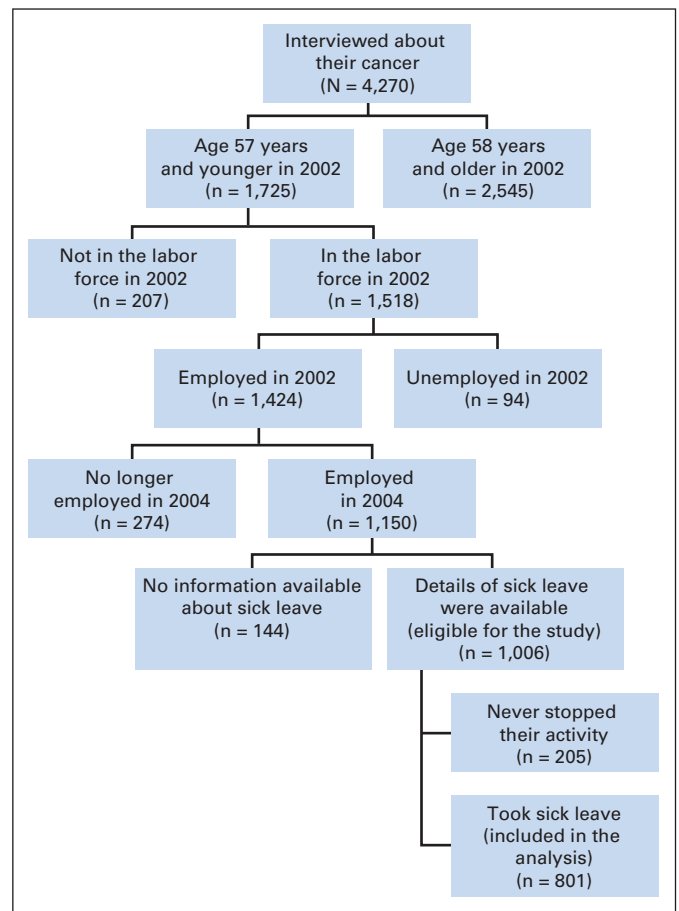 Interviewed about
their cancer
(N = 4,270)
Age 57 years
and younger in 2002
(n = 1,725)
Age 58 years
and older in 2002
(n = 2,545)
Not in the labor
force in 2002
(n = 207)
In the labor
force in 2002
(n = 1,518)
Employed in 2002
(n = 1,424)
Unemployed in 2002
(n = 94)
No longer
employed in 2004
(n = 274)
Employed
in 2004
(n = 1,150)
No information available
about sick leave
(n = 144)
Details of sick leave
were available
(eligible for the study)
(n = 1,006)
Never stopped
their activity
(n = 205)
Took sick leave
(included in the
analysis)
(n = 801)